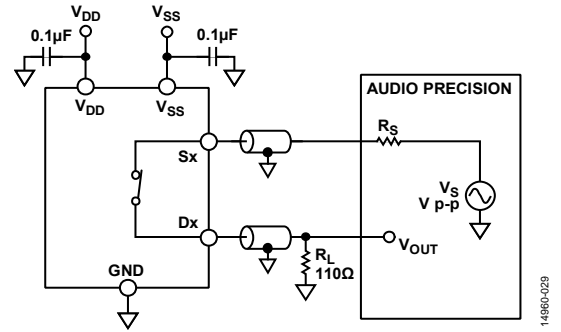 VDD
VSS
0.1µF
0.1µF
VDD
VSS
AUDIO PRECISION
Sx
RS
VS
V p-p
Dx
VOUT
RL
110Ω
GND
14960-029